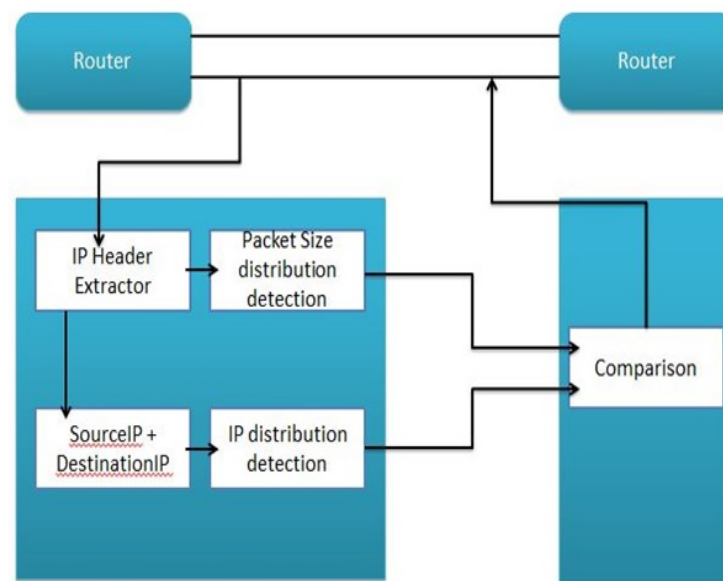 Router
Router
IP Header
Extractor
Packet Size
distribution
detection
Comparison
SourceIP +
DestinationIP
IP distribution
detection